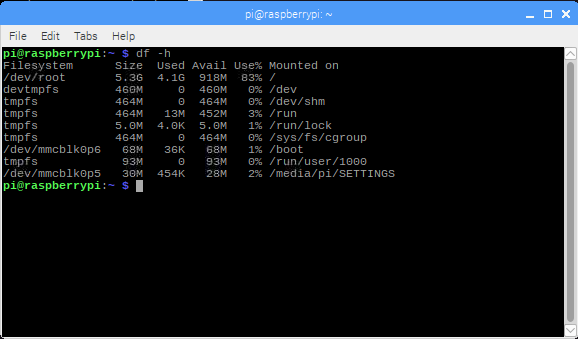 pi@raspberrypi: ~
File Edit Tabs Help
pi@raspberrypi:~ $ df -h
Filesystem      Size  Used Avail Use% Mounted on
/dev/root       5.3G  4.1G  918M  83% /
devtmpfs        460M     0  460M   0% /dev
tmpfs           464M     0  464M   0% /dev/shm
tmpfs           464M   13M  452M   3% /run
tmpfs           5.0M  4.0K  5.0M   1% /run/lock
tmpfs           464M     0  464M   0% /sys/fs/cgroup
/dev/mmcblk0p6   68M   36K   68M   1% /boot
tmpfs            93M     0   93M   0% /run/user/1000
/dev/mmcblk0p5   30M  454K   28M   2% /media/pi/SETTINGS
pi@raspberrypi:~ $